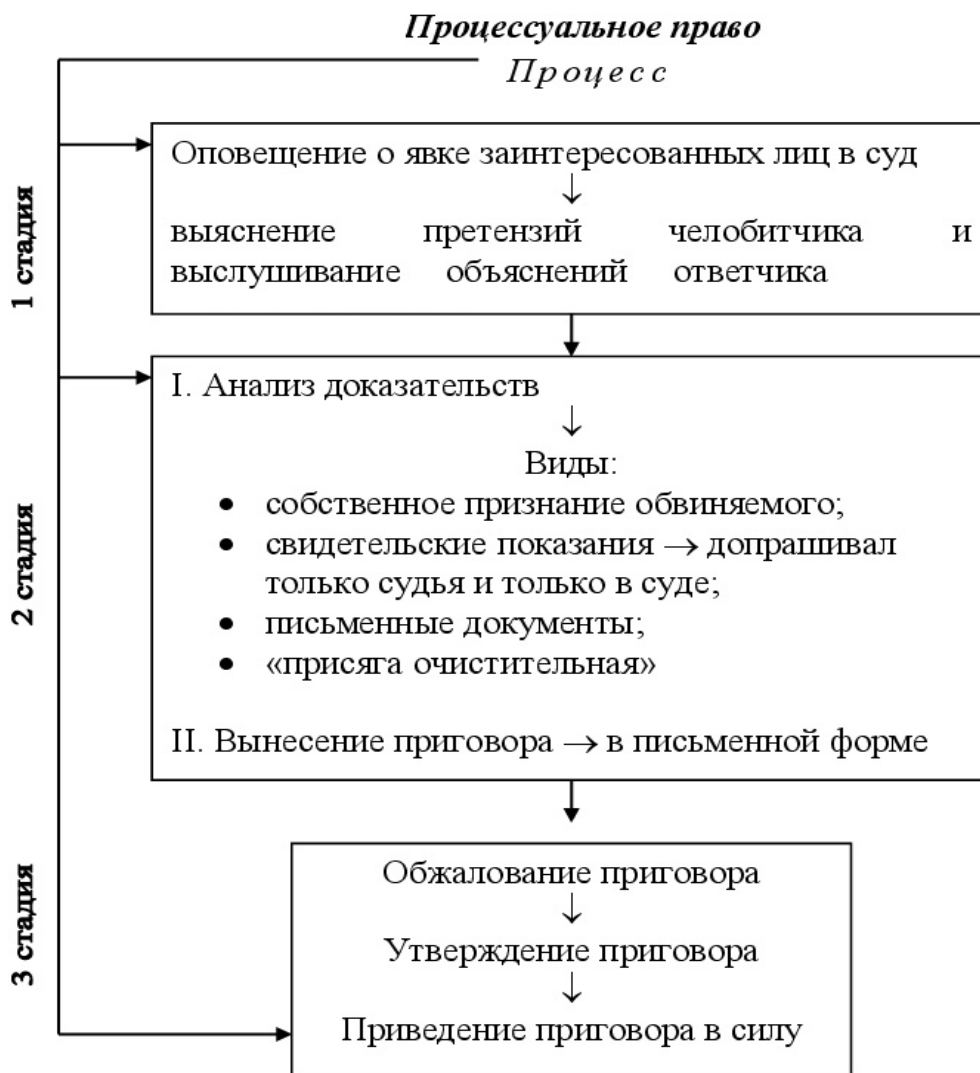 Процессуальное право
Процесс
1 стадия
Оповещение о явке заинтересованных лиц в суд
↓
выяснение претензий челобитчика и
выслушивание объяснений ответчика
2 стадия
I. Анализ доказательств
↓
Виды:
• собственное признание обвиняемого;
• свидетельские показания → допрашивал
только судья и только в суде;
• письменные документы;
• «присяга очистительная»
II. Вынесение приговора → в письменной форме
3 стадия
Обжалование приговора
↓
Утверждение приговора
↓
Приведение приговора в силу